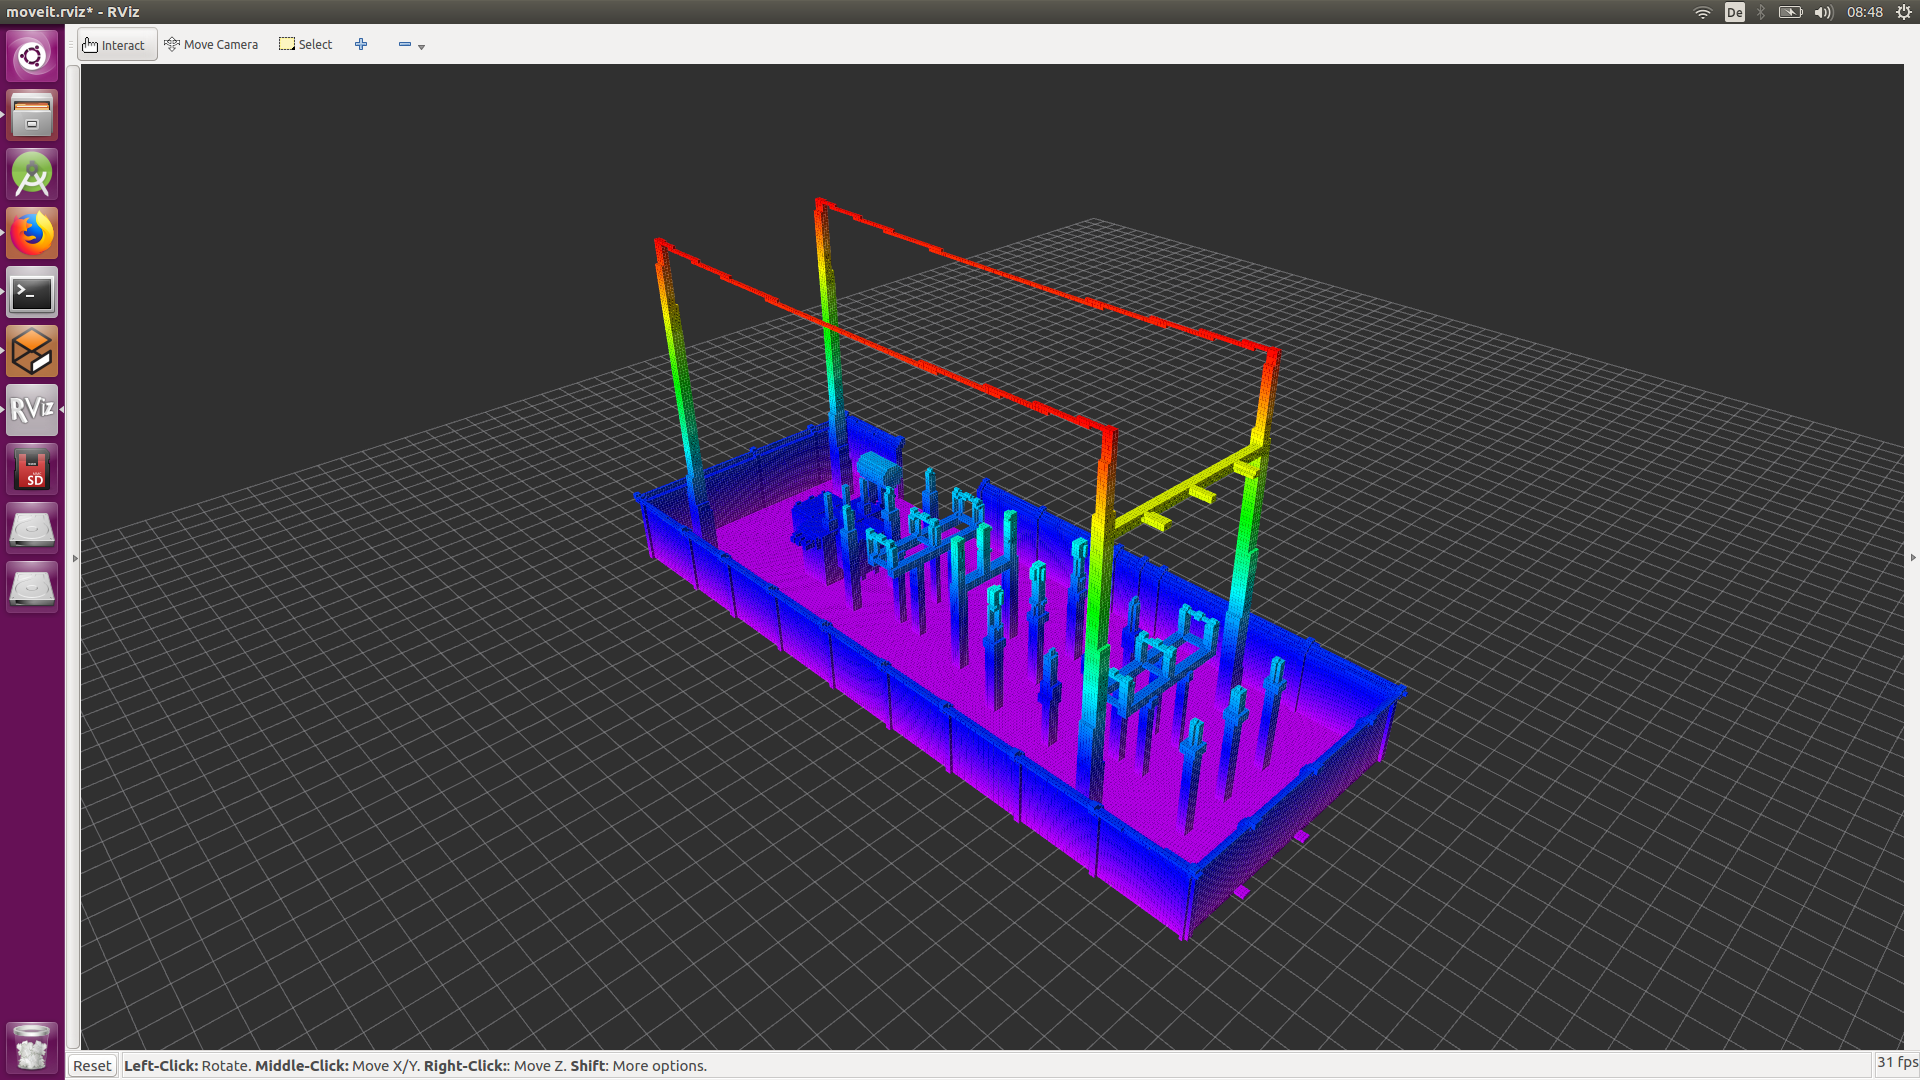 moveit.rviz* - RViz
De
08:48
Interact
Move Camera
Select
>_
RViz
SD
Reset
Left-Click: Rotate. Middle-Click: Move X/Y. Right-Click:: Move Z. Shift: More options.
31 fps